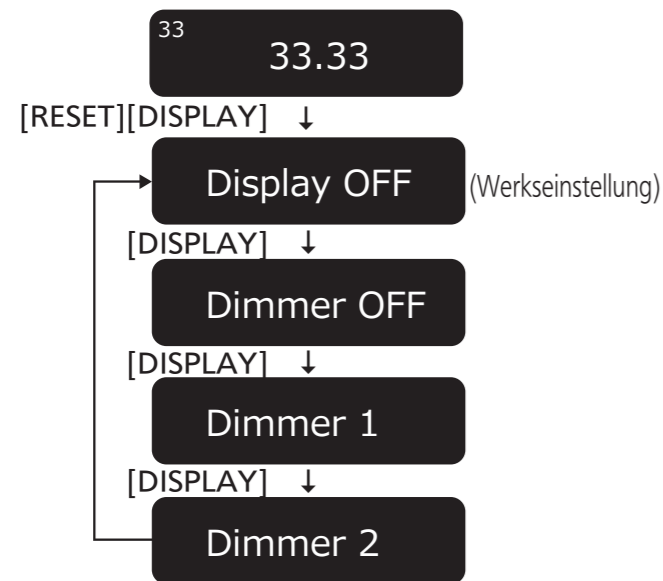 33
33.33
[RESET][DISPLAY] ↓
Display OFF (Werkseinstellung)
[DISPLAY] ↓
Dimmer OFF
[DISPLAY] ↓
Dimmer 1
[DISPLAY] ↓
Dimmer 2